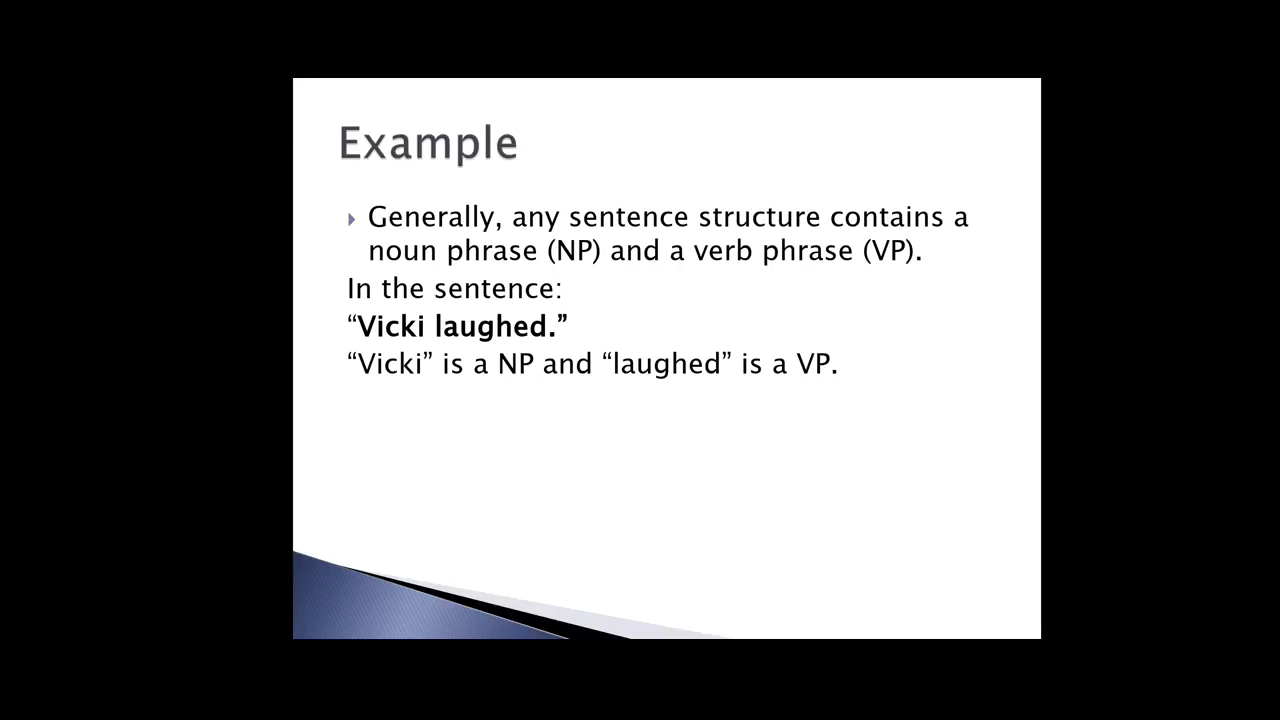 Example
Generally, any sentence structure contains a
noun phrase (NP) and a verb phrase (VP).
In the sentence:
“Vicki laughed.”
“Vicki” is a NP and “laughed” is a VP.